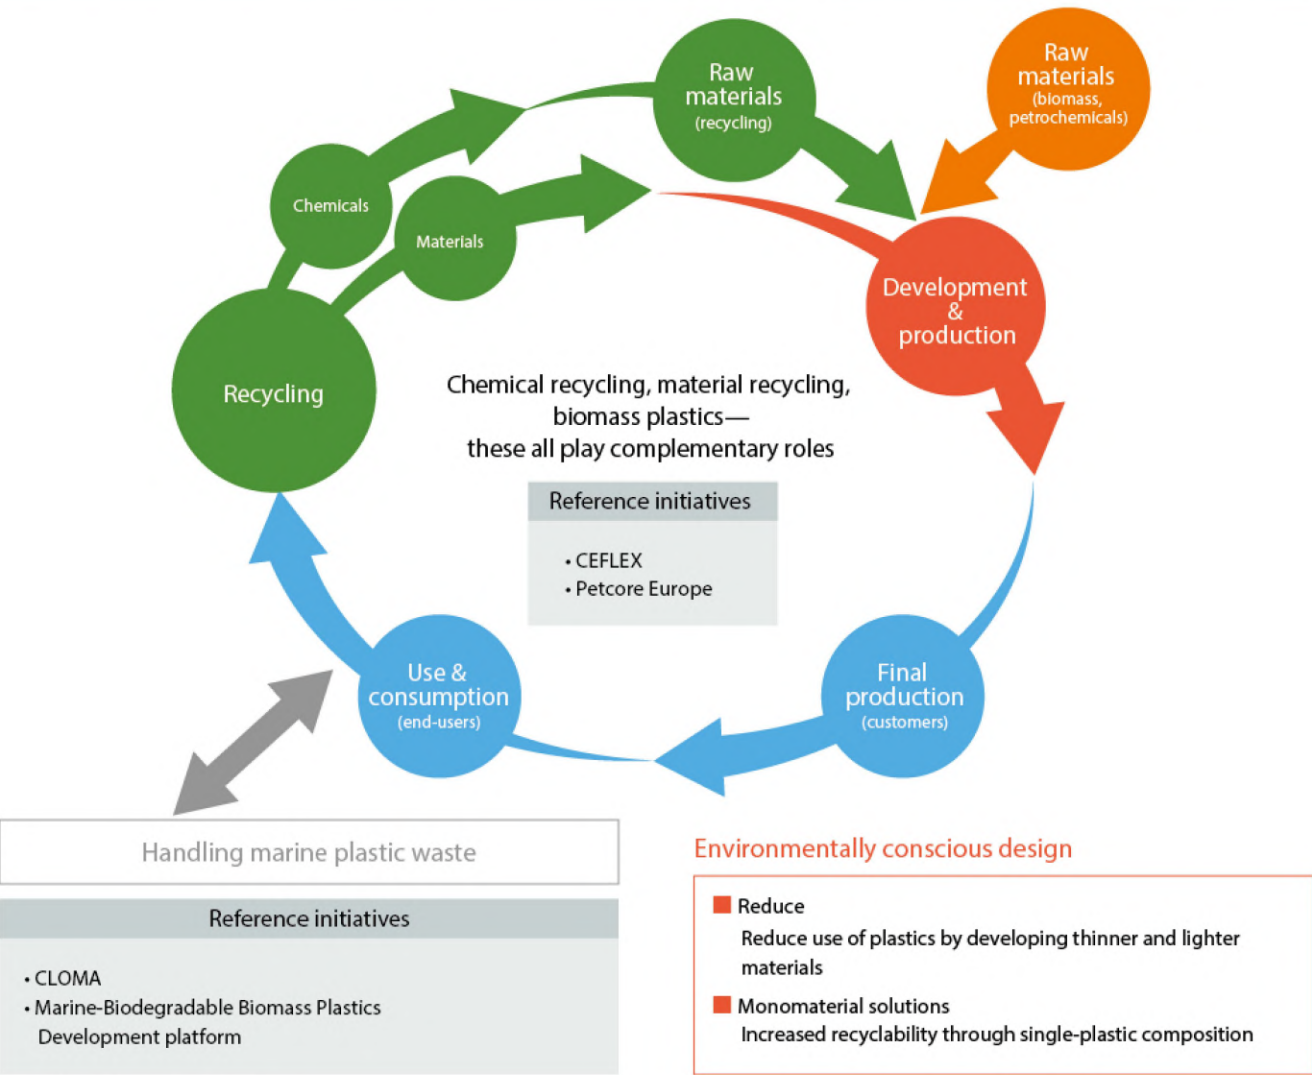 Raw
materials
(recycling)
Raw
materials
(biomass,
petrochemicals)
Chemicals
Materials
Development
&
production
Recycling
Chemical recycling, material recycling,
biomass plastics—
these all play complementary roles
Reference initiatives
• CEFLEX
• Petcore Europe
Use &
consumption
(end-users)
Final
production
(customers)
Handling marine plastic waste
Reference initiatives
• CLOMA
• Marine-Biodegradable Biomass Plastics
Development platform
Environmentally conscious design
Reduce
Reduce use of plastics by developing thinner and lighter
materials
Monomaterial solutions
Increased recyclability through single-plastic composition